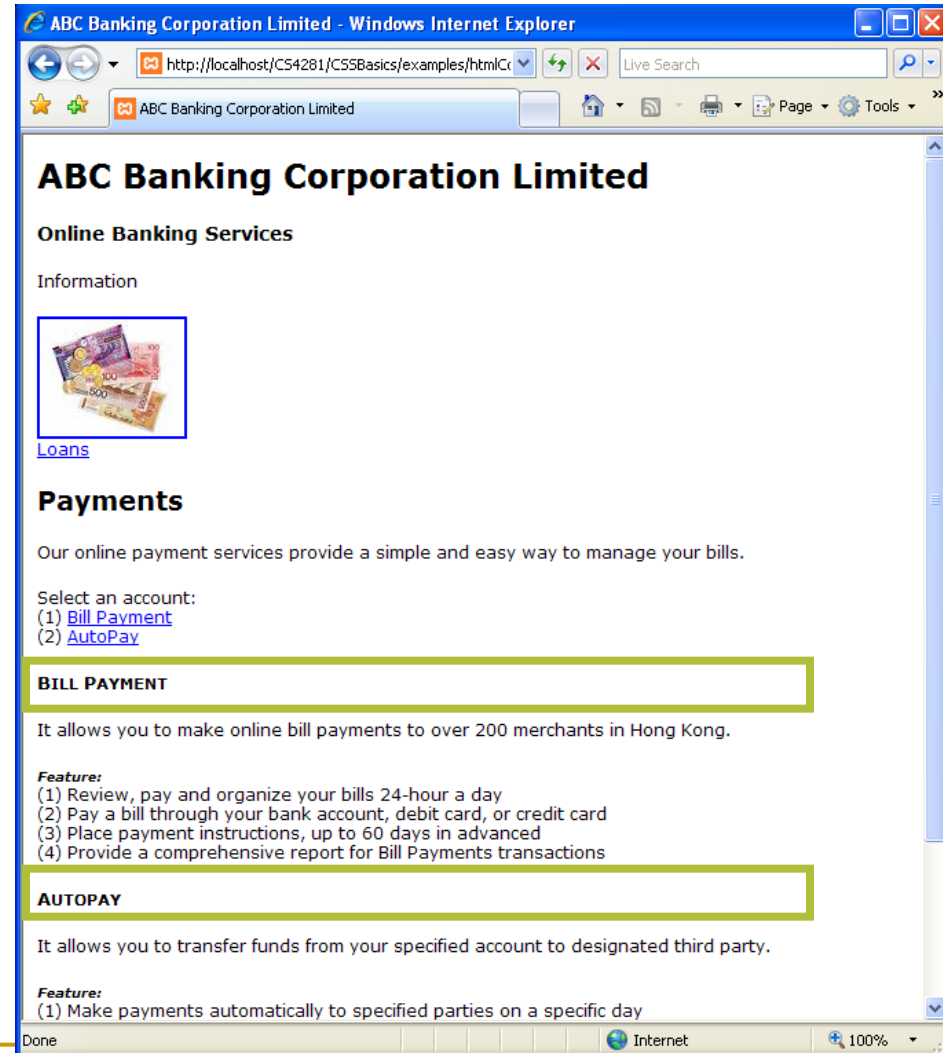 ABC Banking Corporation Limited - Windows Internet Explorer
http://localhost/CS4281/CSSBasics/examples/htmlCo
Live Search
ABC Banking Corporation Limited
Page
Tools
»
ABC Banking Corporation Limited
Online Banking Services
Information
100
100
500
Loans
Payments
Our online payment services provide a simple and easy way to manage your bills.
Select an account:
(1) Bill Payment
(2) AutoPay
BILL PAYMENT
It allows you to make online bill payments to over 200 merchants in Hong Kong.
Feature:
(1) Review, pay and organize your bills 24-hour a day
(2) Pay a bill through your bank account, debit card, or credit card
(3) Place payment instructions, up to 60 days in advanced
(4) Provide a comprehensive report for Bill Payments transactions
AUTOPAY
It allows you to transfer funds from your specified account to designated third party.
Feature:
(1) Make payments automatically to specified parties on a specific day
Done
Internet
100%